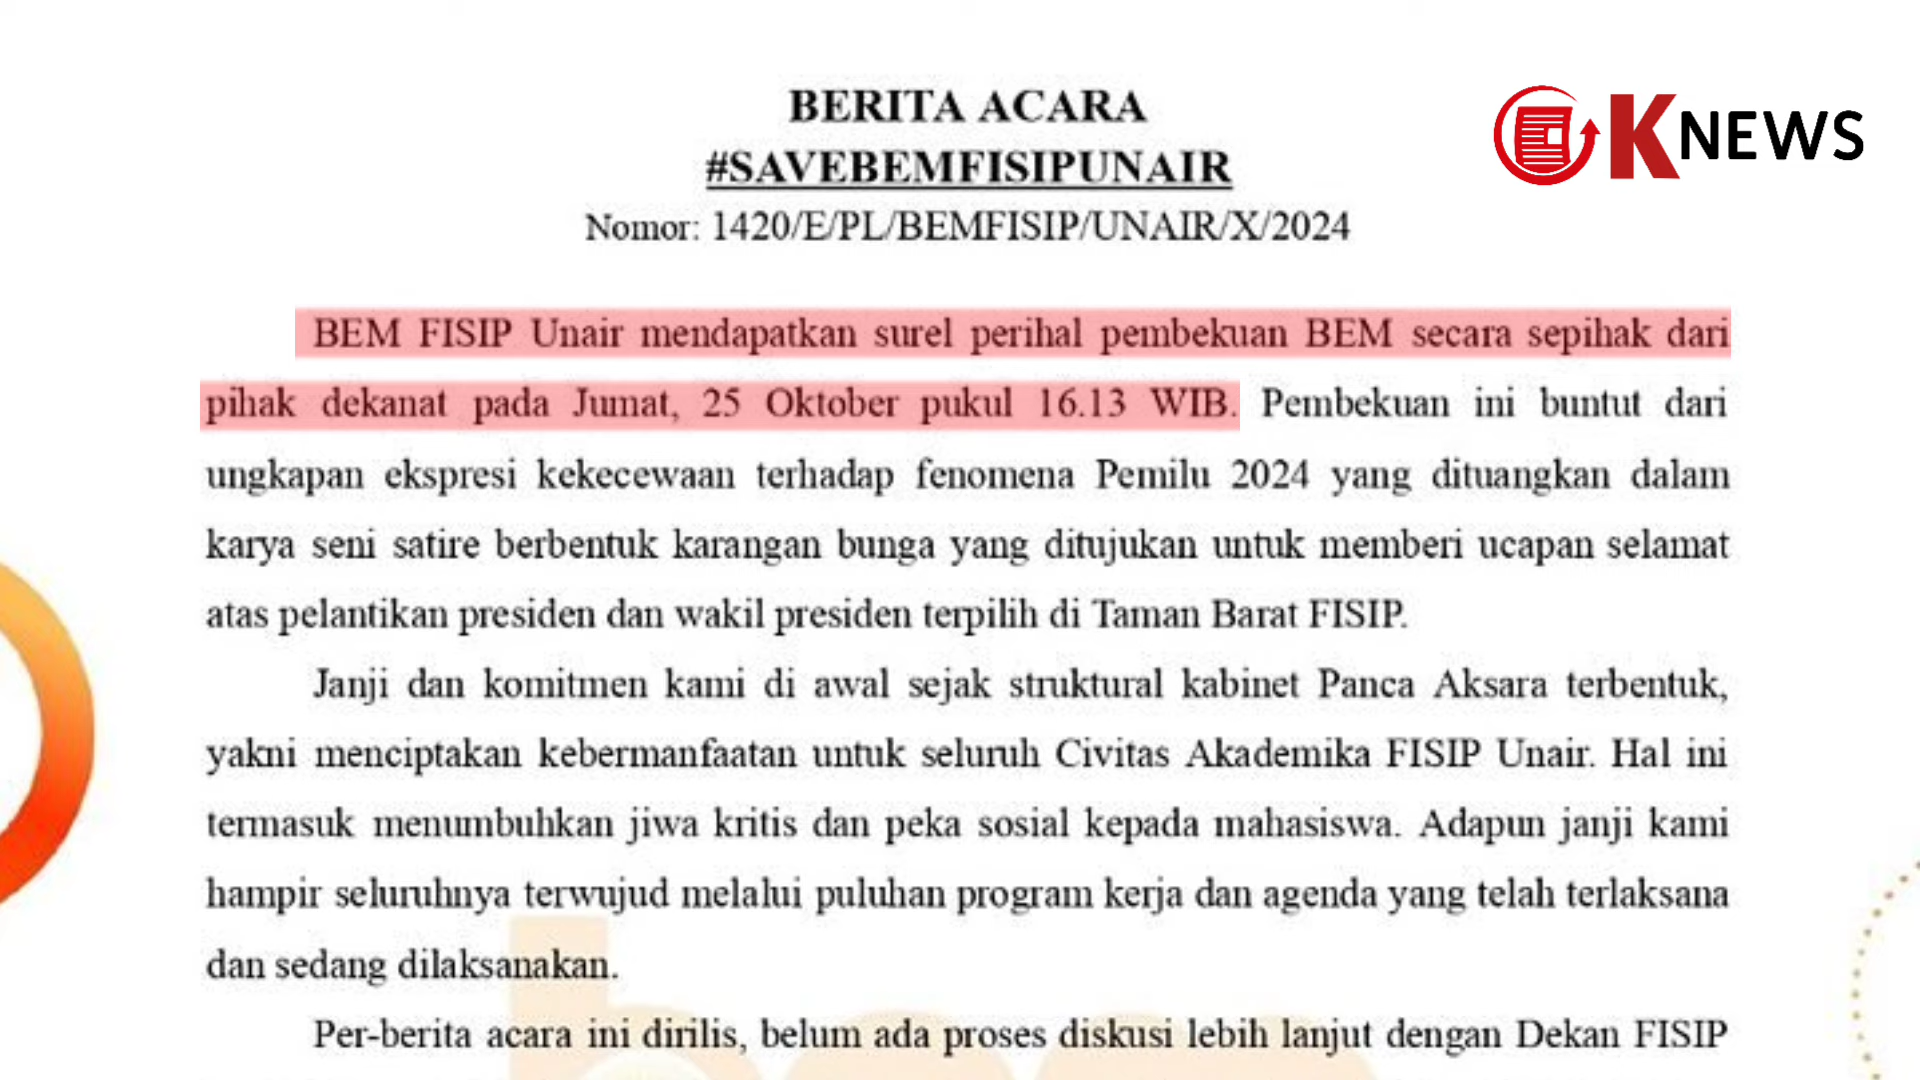 BERITA ACARA
#SAVEBEMFISIPUNAIR
Nomor: 1420/E/PL/BEMFISIP/UNAIR/X/2024
KNEWS
BEM FISIP Unair mendapatkan surel perihal pembekuan BEM secara sepihak dari
pihak dekanat pada Jumat, 25 Oktober pukul 16.13 WIB. Pembekuan ini buntut dari
ungkapan ekspresi kekecewaan terhadap fenomena Pemilu 2024 yang dituangkan dalam
karya seni satire berbentuk karangan bunga yang ditujukan untuk memberi ucapan selamat
atas pelantikan presiden dan wakil presiden terpilih di Taman Barat FISIP.
Janji dan komitmen kami di awal sejak struktural kabinet Panca Aksara terbentuk,
yakni menciptakan kebermanfaatan untuk seluruh Civitas Akademika FISIP Unair. Hal ini
termasuk menumbuhkan jiwa kritis dan peka sosial kepada mahasiswa. Adapun janji kami
hampir seluruhnya terwujud melalui puluhan program kerja dan agenda yang telah terlaksana
dan sedang dilaksanakan.
Per-berita acara ini dirilis, belum ada proses diskusi lebih lanjut dengan Dekan FISIP